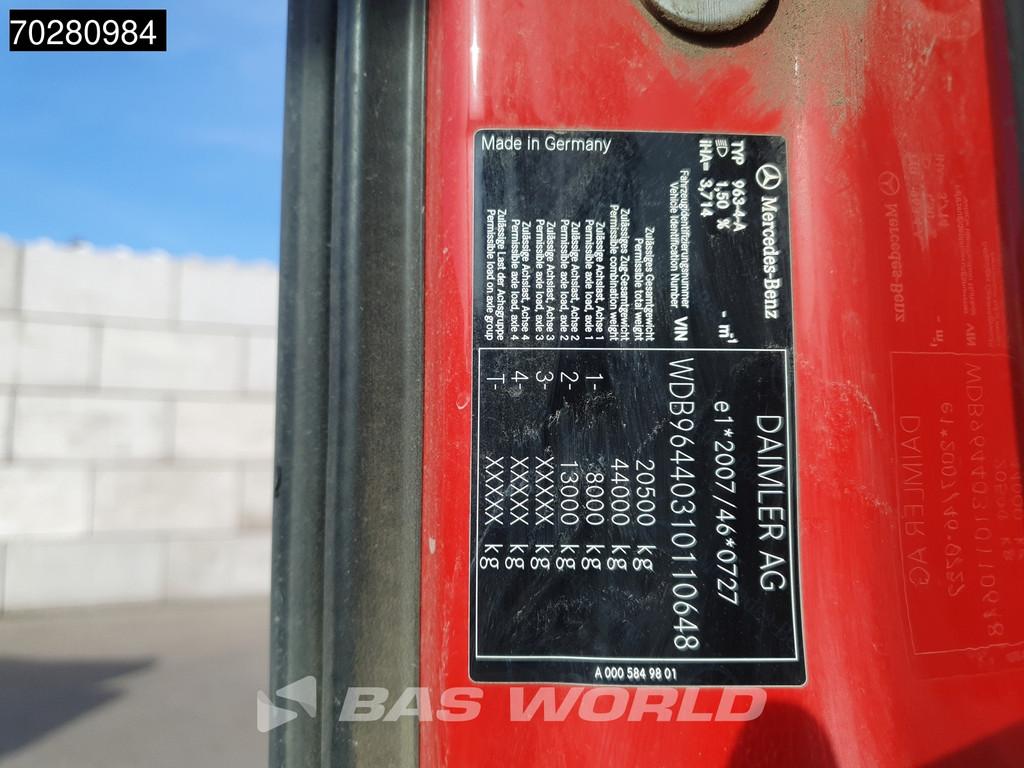 70280984
Mercedes-Benz
TYP 963-4-A
1,50 % - m⁻¹
iHA= 3,714
Made in Germany
DAIMLER AG
e1*2007/46*0727
Fahrzeugidentifizierungsnummer
Vehicle Identification Number VIN WDB9644031O110648
Zulässiges Gesamtgewicht
Permissible total weight 20500 kg
Zulässiges Zug-Gesamtgewicht
Permissible combination weight 44000 kg
Zulässige Achslast, Achse 1
Permissible axle load, axle 1 1- 8000 kg
Zulässige Achslast, Achse 2
Permissible axle load, axle 2 2- 13000 kg
Zulässige Achslast, Achse 3
Permissible axle load, axle 3 3- XXXXX kg
Zulässige Achslast, Achse 4
Permissible axle load, axle 4 4- XXXXX kg
Zulässige Last der Achsgruppe
Permissible load on axle group T- XXXXX kg
A 000 584 98 01
BAS WORLD